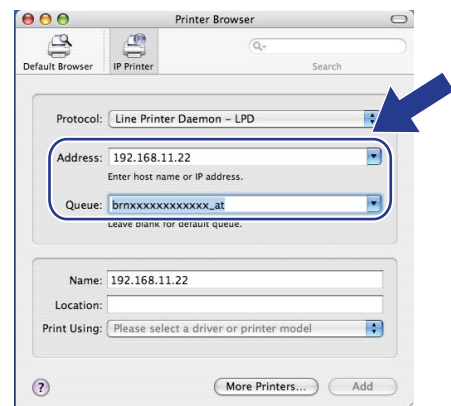 Printer Browser
Default Browser
IP Printer
Q-
Search
Protocol: Line Printer Daemon – LPD
Address: 192.168.11.22
Enter host name or IP address.
Queue: brnxxxxxxxxxxxx_at
Leave blank for default queue.
Name: 192.168.11.22
Location:
Print Using: Please select a driver or printer model
?
More Printers...
Add